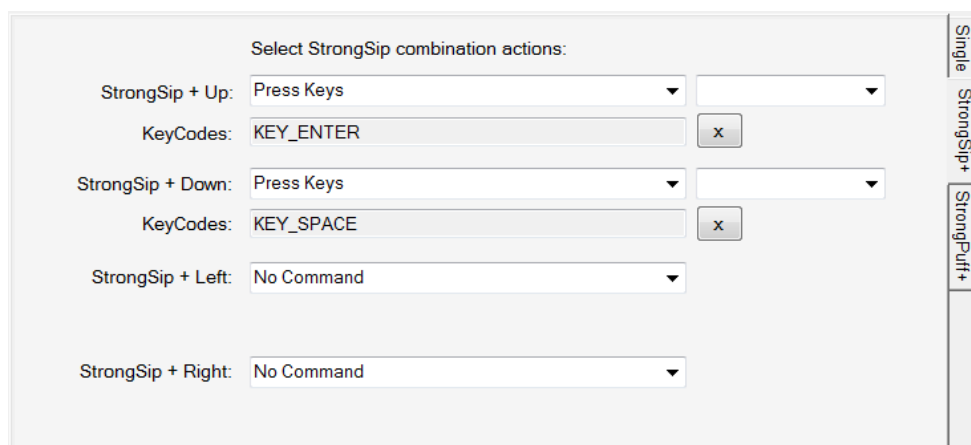 Select StrongSip combination actions:
StrongSip + Up: Press Keys
KeyCodes: KEY_ENTER x
StrongSip + Down: Press Keys
KeyCodes: KEY_SPACE x
StrongSip + Left: No Command
StrongSip + Right: No Command
Single
StrongSip+
StrongPuff+